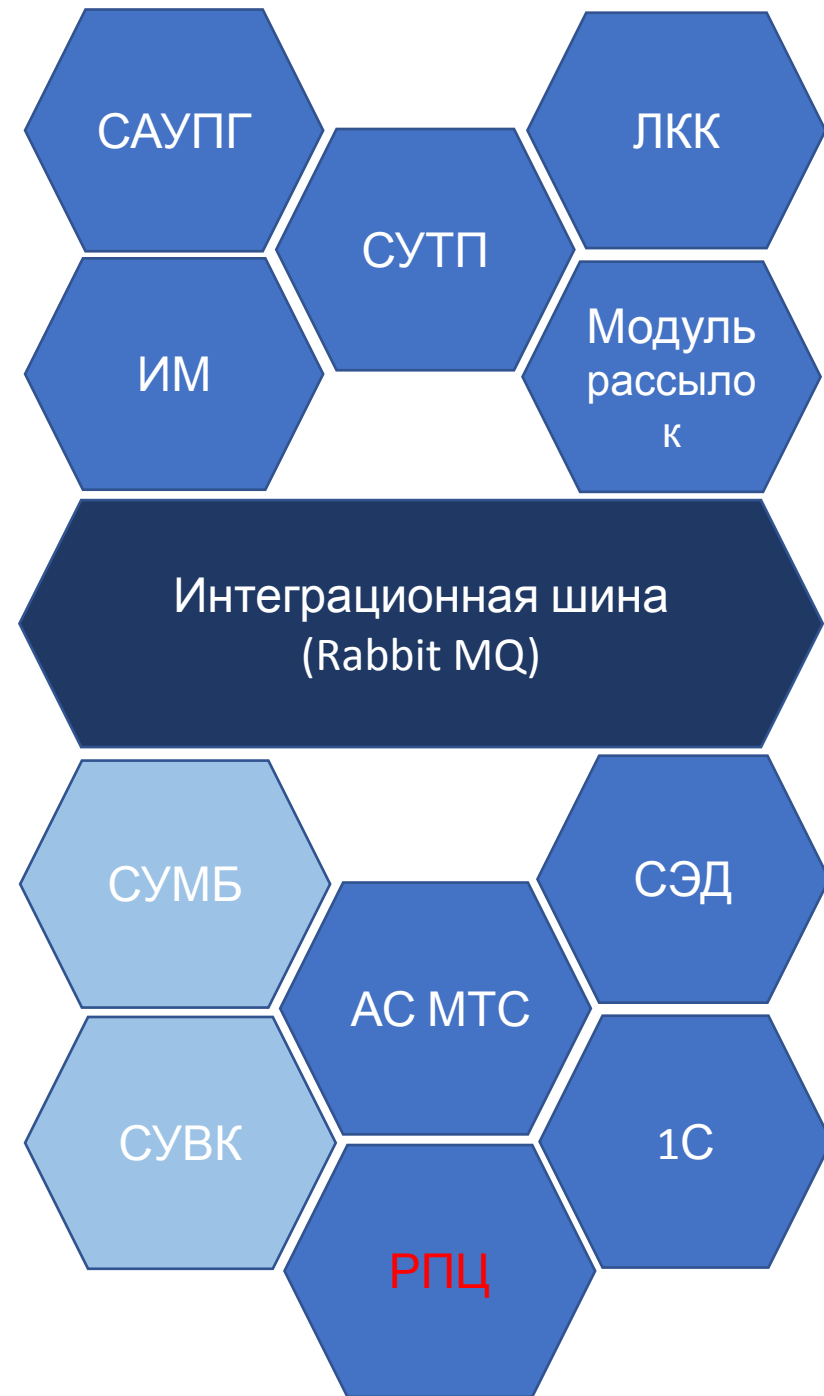 САУПГ
ЛКК
СУТП
ИМ
Модуль
рассыло
к
Интеграционная шина
(Rabbit MQ)
СУМБ
СЭД
АС МТС
СУВК
1С
РПЦ